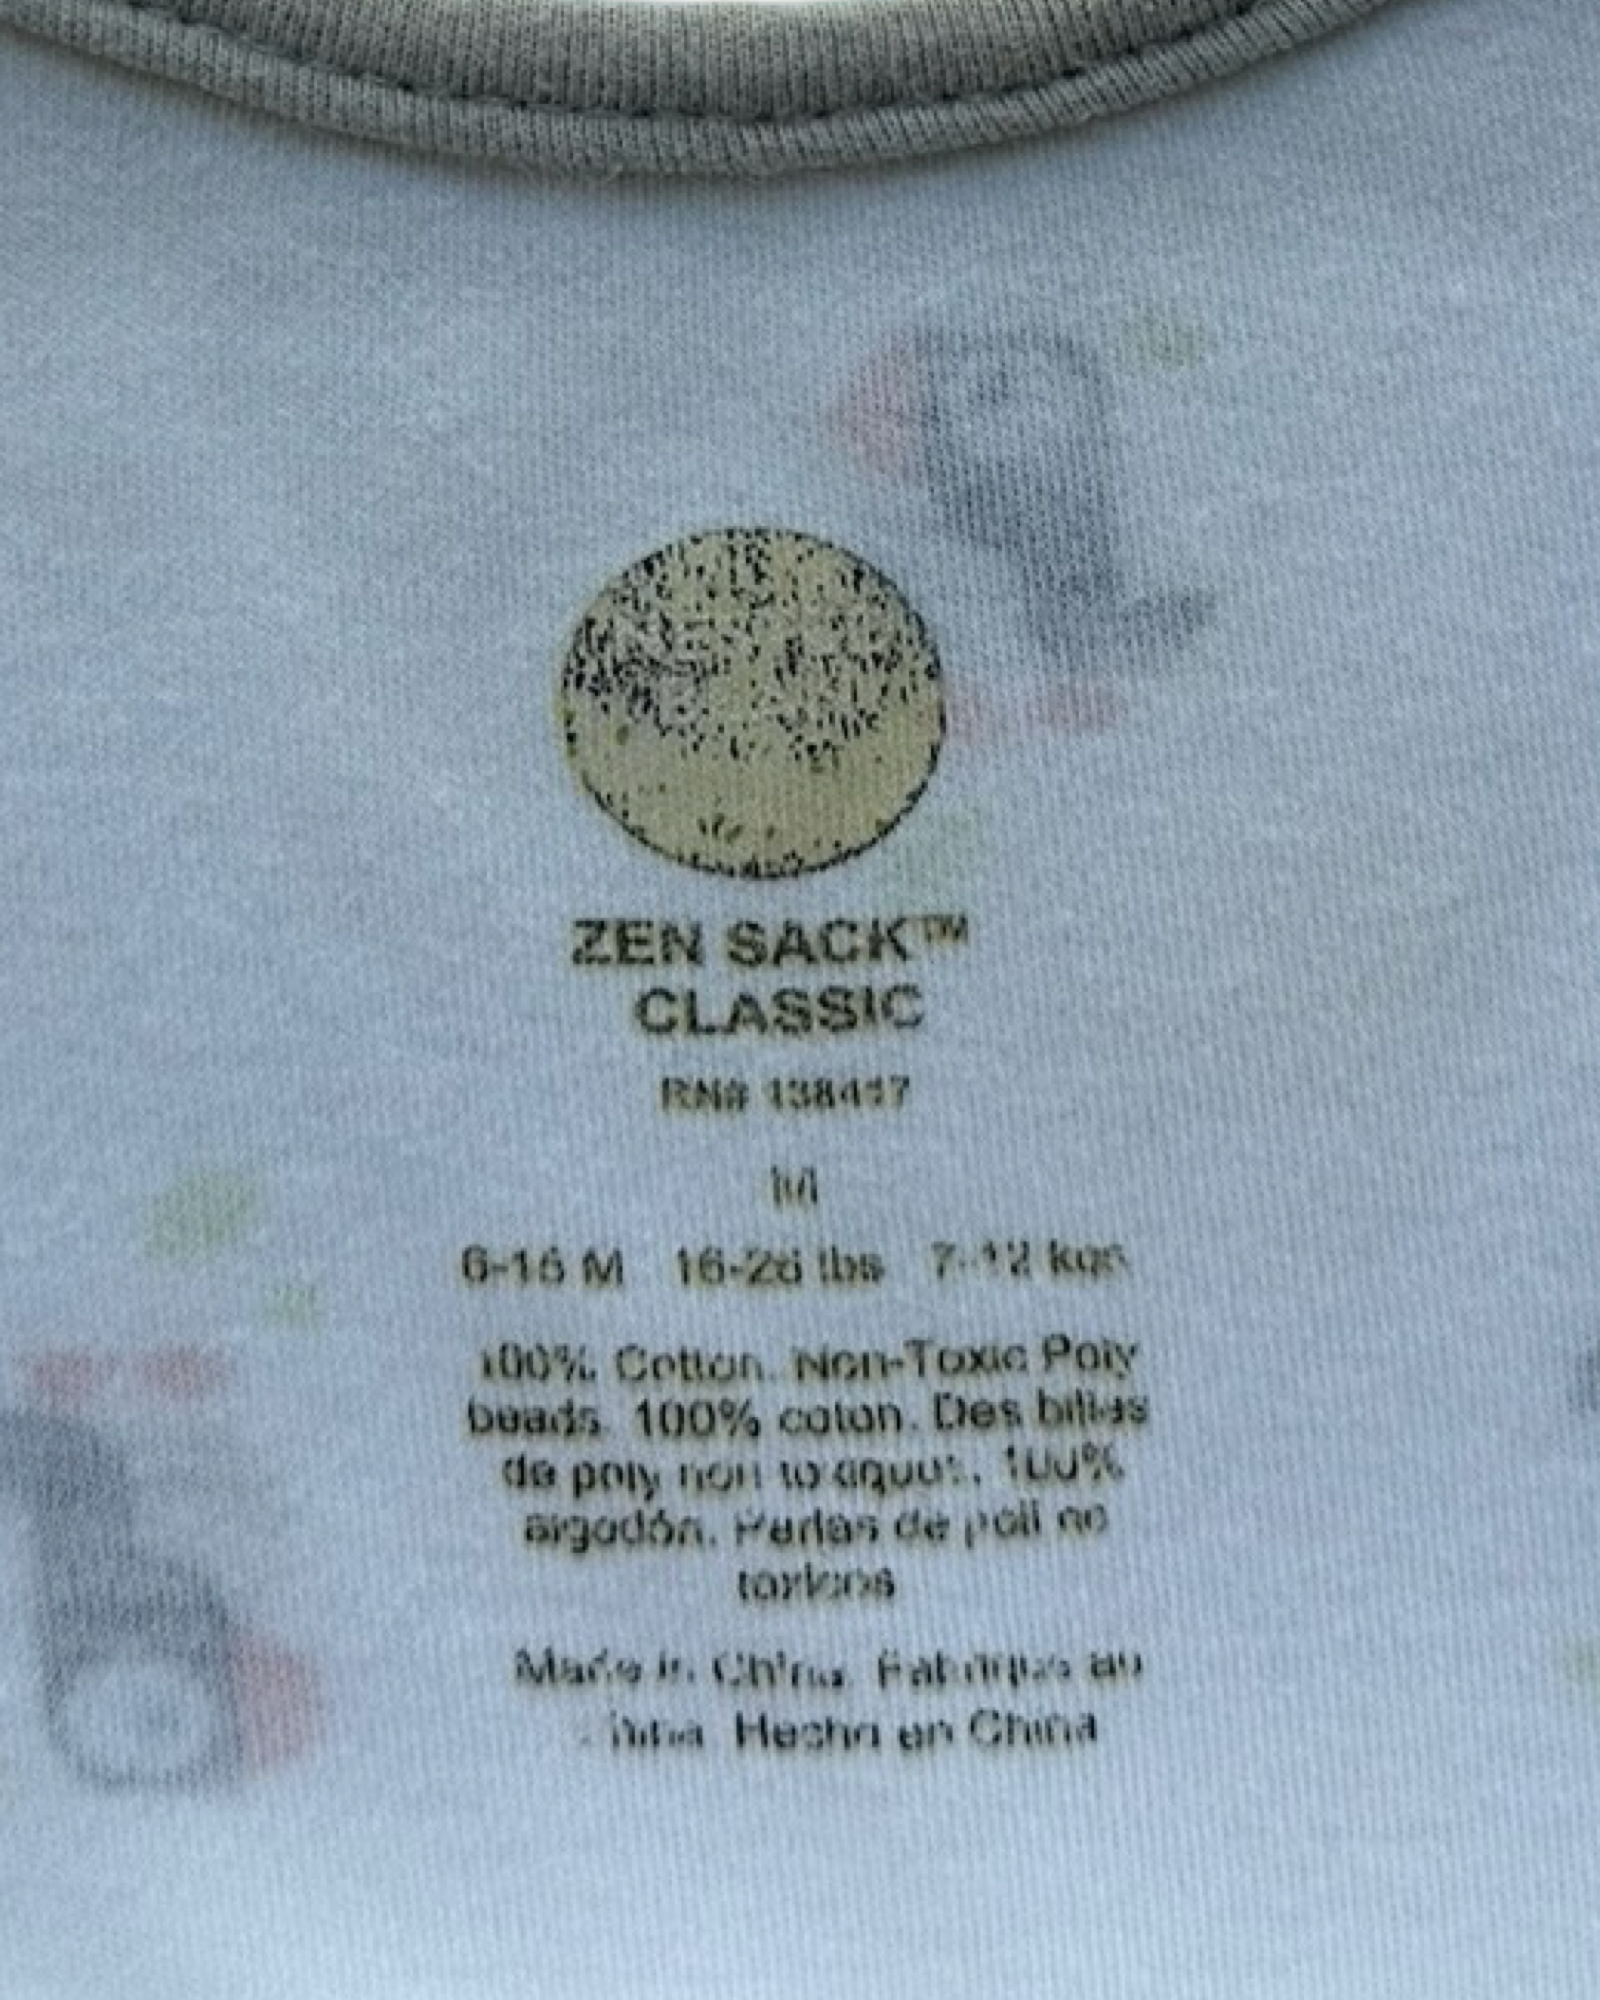 ZEN SACK™
CLASSIC
RN# 138417
M
6-15 M 16-26 lbs 7-12 kgs
100% Cotton. Non-Toxic Poly
beads. 100% coton. Des billes
de poly non toxiques. 100%
algodón. Perlas de poli no
toxicos
Made in China. Fabriqué au
China. Hecho en China